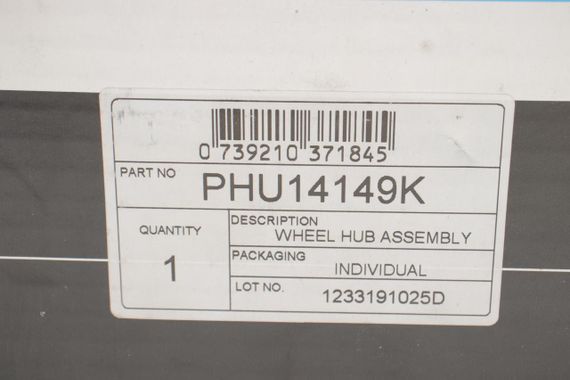 0 739210 371845
PART NO PHU14149K
QUANTITY
1
DESCRIPTION
WHEEL HUB ASSEMBLY
PACKAGING
INDIVIDUAL
LOT NO. 1233191025D